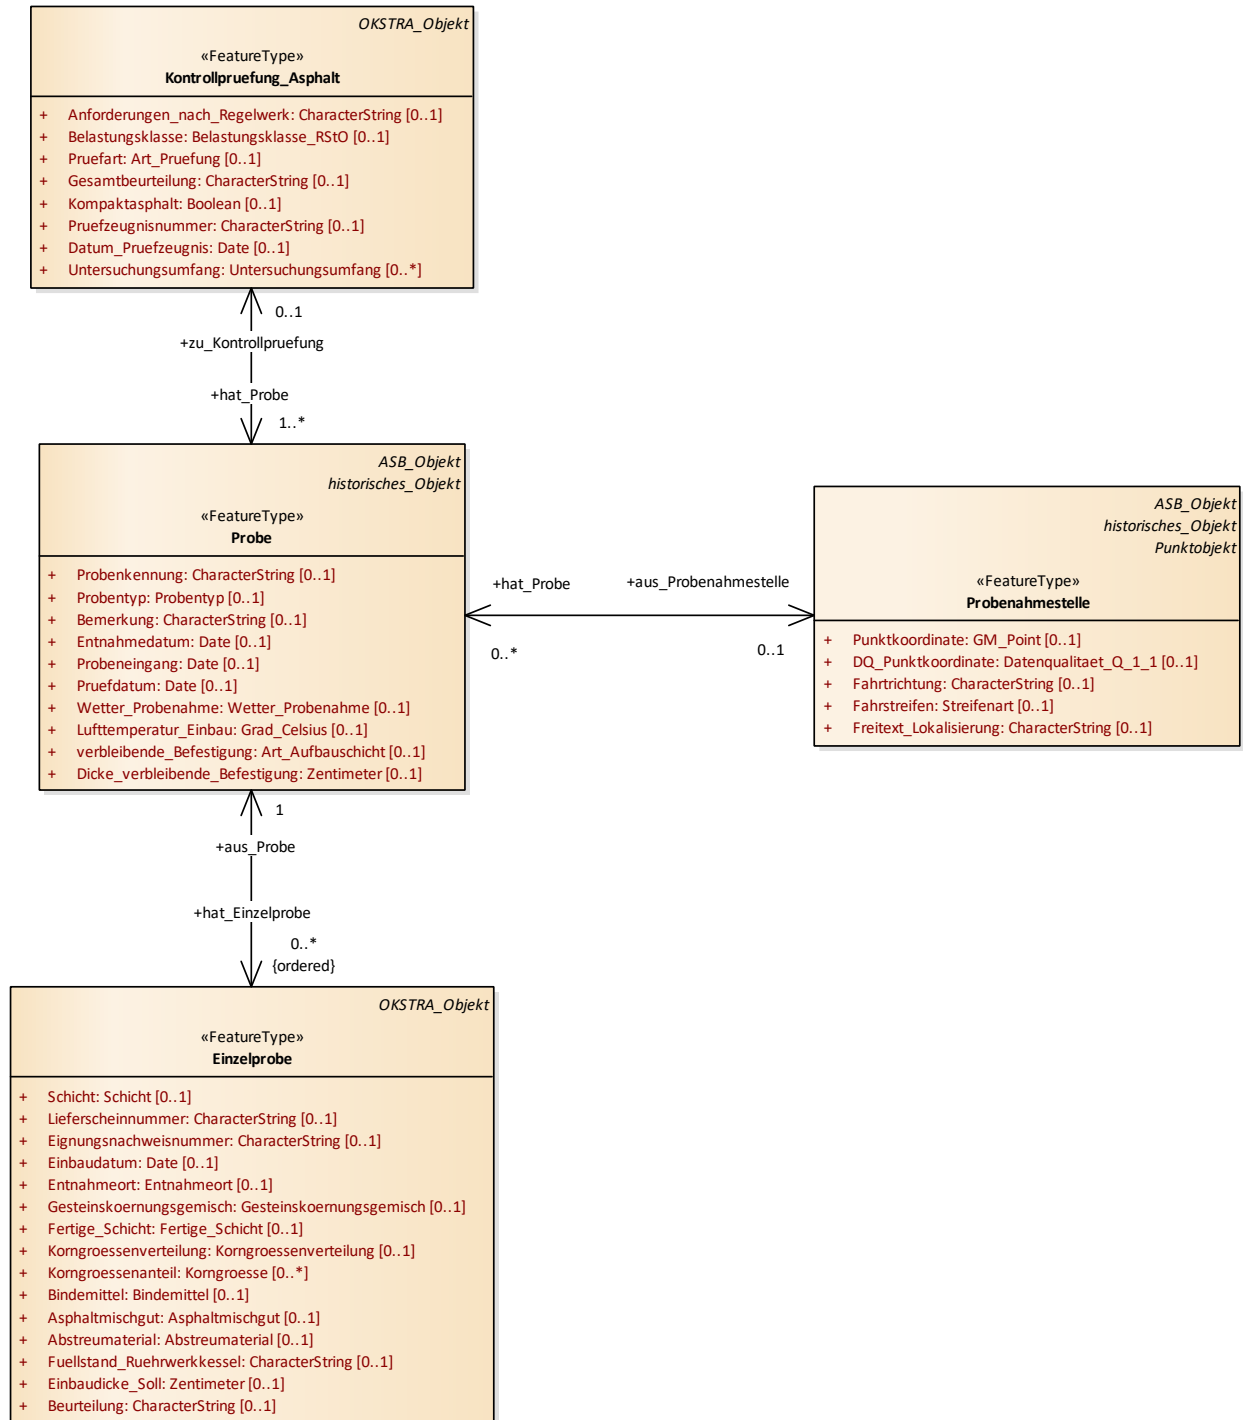 OKSTRA_Objekt
«FeatureType»
Kontrollpruefung_Asphalt
+ Anforderungen_nach_Regelwerk: CharacterString [0..1]
+ Belastungsklasse: Belastungsklasse_RStO [0..1]
+ Pruefart: Art_Pruefung [0..1]
+ Gesamtbeurteilung: CharacterString [0..1]
+ Kompaktasphalt: Boolean [0..1]
+ Pruefzeugnisnummer: CharacterString [0..1]
+ Datum_Pruefzeugnis: Date [0..1]
+ Untersuchungsumfang: Untersuchungsumfang [0..*]
0..1
+zu_Kontrollpruefung
+hat_Probe
1..*
ASB_Objekt
historisches_Objekt
«FeatureType»
Probe
+ Probenkennung: CharacterString [0..1]
+ Probentyp: Probentyp [0..1]
+ Bemerkung: CharacterString [0..1]
+ Entnahmedatum: Date [0..1]
+ Probeneingang: Date [0..1]
+ Pruefdatum: Date [0..1]
+ Wetter_Probenahme: Wetter_Probenahme [0..1]
+ Lufttemperatur_Einbau: Grad_Celsius [0..1]
+ verbleibende_Befestigung: Art_Aufbauschicht [0..1]
+ Dicke_verbleibende_Befestigung: Zentimeter [0..1]
+hat_Probe
+aus_Probenahmestelle
0..*
0..1
ASB_Objekt
historisches_Objekt
Punktobjekt
«FeatureType»
Probenahmestelle
+ Punktkoordinate: GM_Point [0..1]
+ DQ_Punktkoordinate: Datenqualitaet_Q_1_1 [0..1]
+ Fahrtrichtung: CharacterString [0..1]
+ Fahrstreifen: Streifenart [0..1]
+ Freitext_Lokalisierung: CharacterString [0..1]
1
+aus_Probe
+hat_Einzelprobe
0..*
{ordered}
OKSTRA_Objekt
«FeatureType»
Einzelprobe
+ Schicht: Schicht [0..1]
+ Lieferscheinnummer: CharacterString [0..1]
+ Eignungsnachweisnummer: CharacterString [0..1]
+ Einbaudatum: Date [0..1]
+ Entnahmeort: Entnahmeort [0..1]
+ Gesteinskoernungsgemisch: Gesteinskoernungsgemisch [0..1]
+ Fertige_Schicht: Fertige_Schicht [0..1]
+ Korngroessenverteilung: Korngroessenverteilung [0..1]
+ Korngroessenanteil: Korngroesse [0..*]
+ Bindemittel: Bindemittel [0..1]
+ Asphaltmischgut: Asphaltmischgut [0..1]
+ Abstreumaterial: Abstreumaterial [0..1]
+ Fuellstand_Ruehrwerkkessel: CharacterString [0..1]
+ Einbaudicke_Soll: Zentimeter [0..1]
+ Beurteilung: CharacterString [0..1]